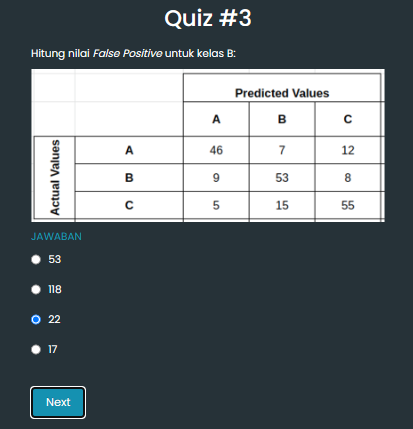 Quiz #3
Hitung nilai False Positive untuk kelas B:
Predicted Values
A B C
Actual Values
A 46 7 12
B 9 53 8
C 5 15 55
JAWABAN
53
118
22
17
Next